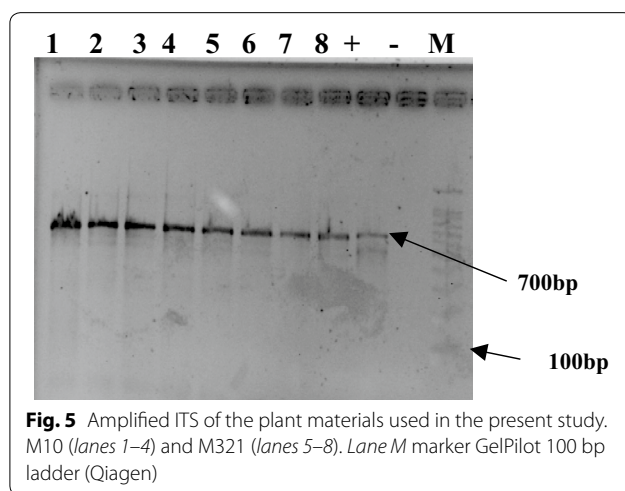 1 2 3 4 5 6 7 8 + - M
700bp
100bp
Fig. 5 Amplified ITS of the plant materials used in the present study.
M10 (lanes 1–4) and M321 (lanes 5–8). Lane M marker GelPilot 100 bp
ladder (Qiagen)